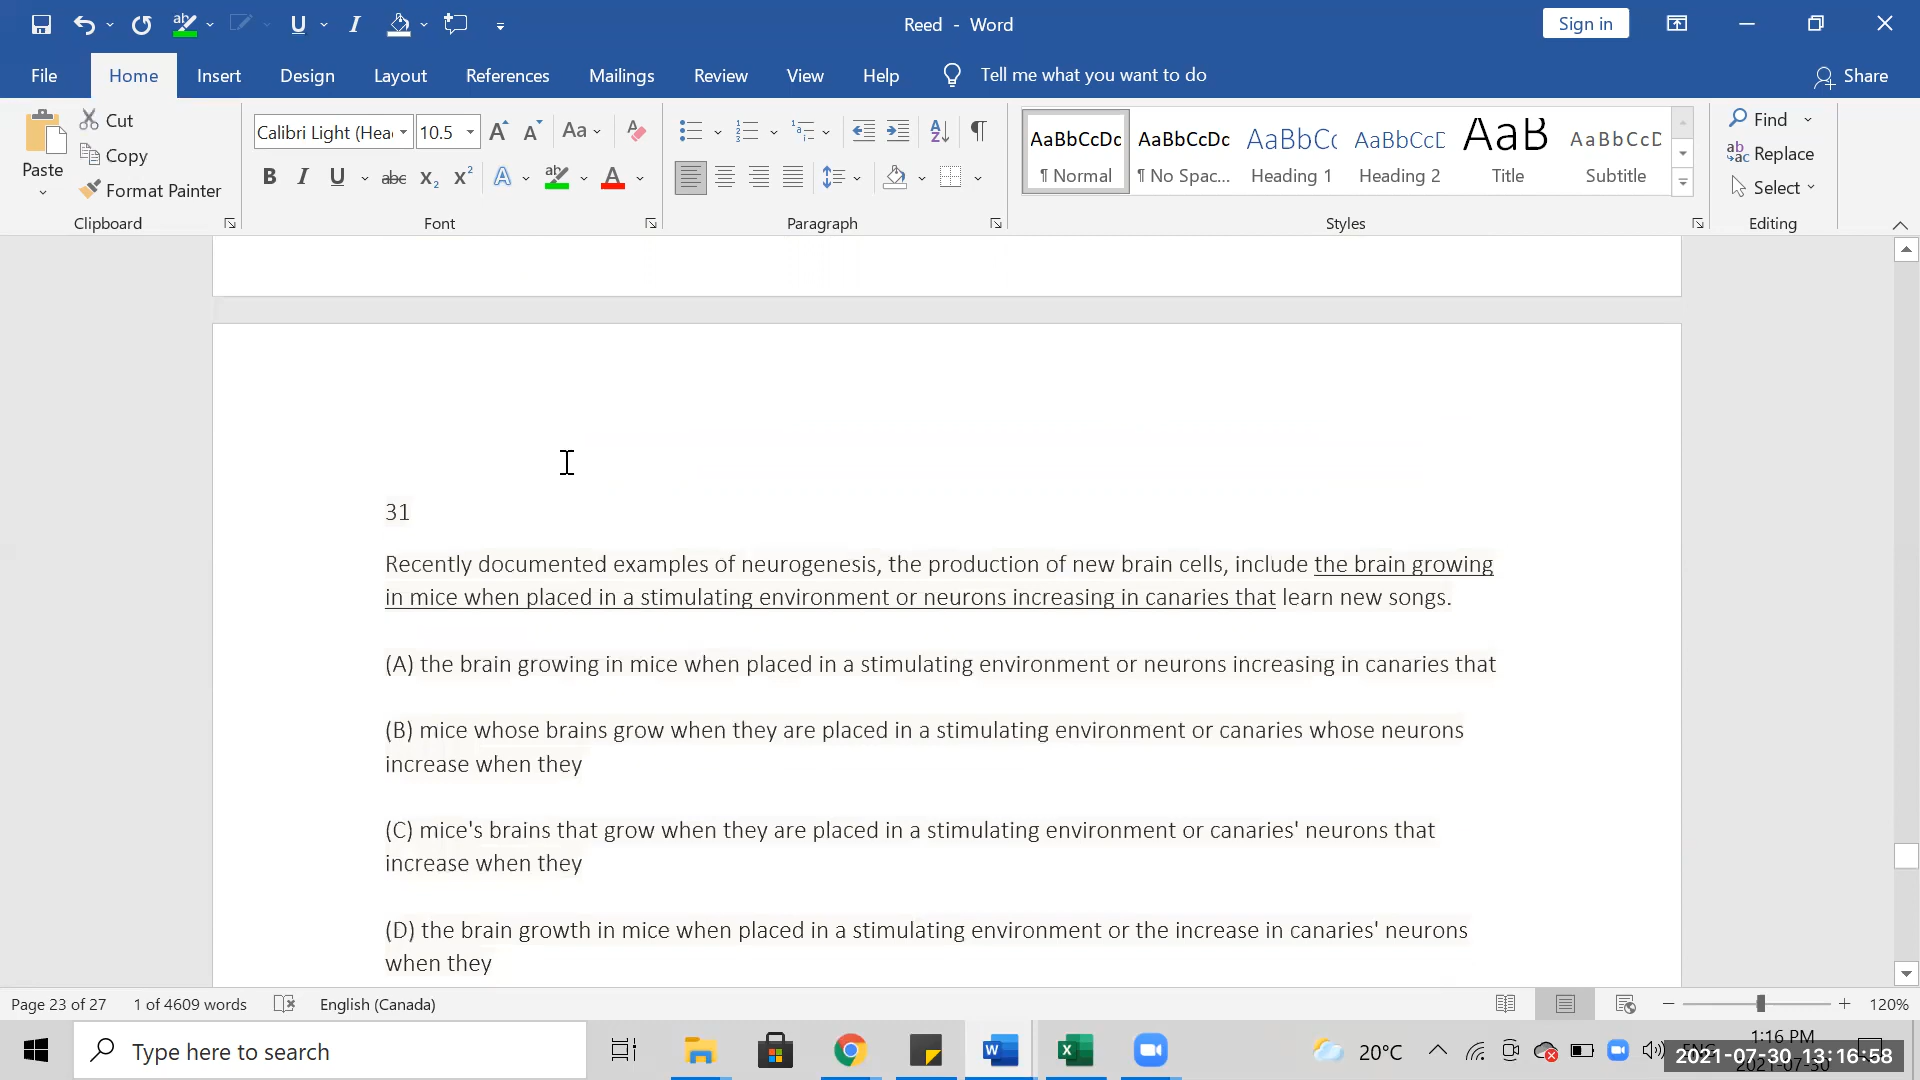 Reed - Word
Sign in
File Home Insert Design Layout References Mailings Review View Help Tell me what you want to do Share
Paste
Cut
Copy
Format Painter
Clipboard
Calibri Light (Hea 10.5
Font
Paragraph
AaBbCcDc AaBbCcDc AaBbCc AaBbCcD AaB AaBbCcD
¶ Normal ¶ No Spac... Heading 1 Heading 2 Title Subtitle
Styles
Find
Replace
Select
Editing
31
Recently documented examples of neurogenesis, the production of new brain cells, include the brain growing
in mice when placed in a stimulating environment or neurons increasing in canaries that learn new songs.
(A) the brain growing in mice when placed in a stimulating environment or neurons increasing in canaries that
(B) mice whose brains grow when they are placed in a stimulating environment or canaries whose neurons
increase when they
(C) mice's brains that grow when they are placed in a stimulating environment or canaries' neurons that
increase when they
(D) the brain growth in mice when placed in a stimulating environment or the increase in canaries' neurons
when they
Page 23 of 27 1 of 4609 words English (Canada) 120%
Type here to search
20°C
1:16 PM
2021-07-30 13:16:58